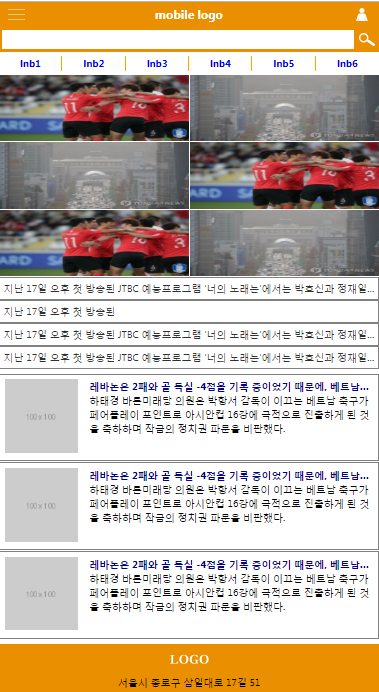 mobile logo
lnb1 lnb2 lnb3 lnb4 lnb5 lnb6
지난 17일 오후 첫 방송된 JTBC 예능프로그램 '너의 노래는'에서는 박효신과 정재일...
지난 17일 오후 첫 방송된
지난 17일 오후 첫 방송된 JTBC 예능프로그램 '너의 노래는'에서는 박효신과 정재일...
지난 17일 오후 첫 방송된 JTBC 예능프로그램 '너의 노래는'에서는 박효신과 정재일...
100 x 100
레바논은 2패와 골 득실 -4점을 기록 중이었기 때문에, 베트남...
하태경 바른미래당 의원은 박항서 감독이 이끄는 베트남 축구가
페어플레이 포인트로 아시안컵 16강에 극적으로 진출하게 된 것
을 축하하며 작금의 정치권 파문을 비판했다.
100 x 100
레바논은 2패와 골 득실 -4점을 기록 중이었기 때문에, 베트남...
하태경 바른미래당 의원은 박항서 감독이 이끄는 베트남 축구가
페어플레이 포인트로 아시안컵 16강에 극적으로 진출하게 된 것
을 축하하며 작금의 정치권 파문을 비판했다.
100 x 100
레바논은 2패와 골 득실 -4점을 기록 중이었기 때문에, 베트남...
하태경 바른미래당 의원은 박항서 감독이 이끄는 베트남 축구가
페어플레이 포인트로 아시안컵 16강에 극적으로 진출하게 된 것
을 축하하며 작금의 정치권 파문을 비판했다.
LOGO
서울시 종로구 삼일대로 17길 51